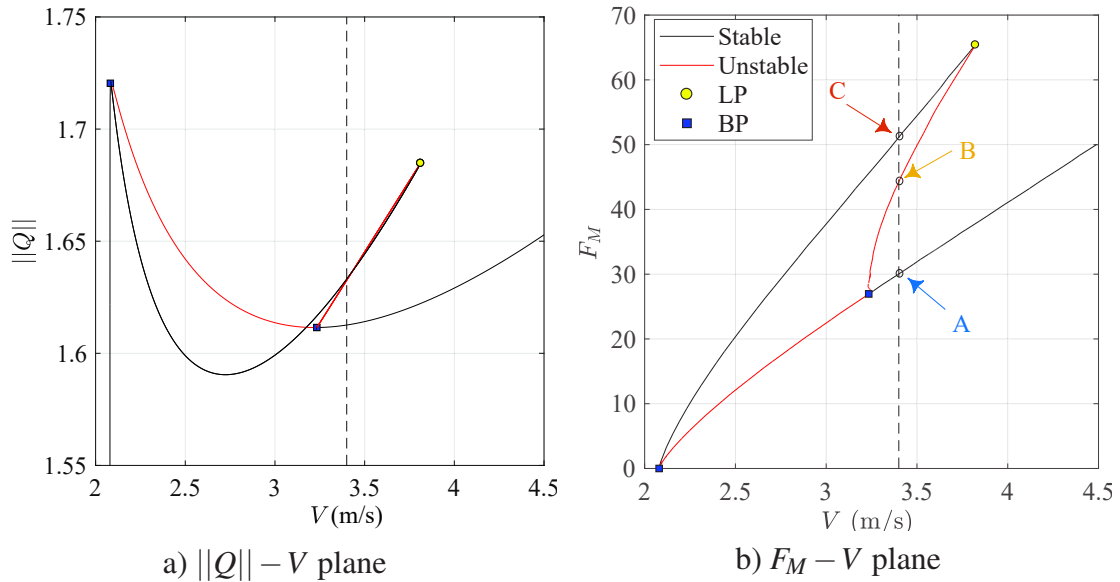 1.75
1.7
1.65
1.6
1.55
||Q||
2
2.5
3
3.5
4
4.5
V (m/s)
a) ||Q|| − V plane
70
60
50
40
30
20
10
0
F_M
Stable
Unstable
LP
BP
C
B
A
2
2.5
3
3.5
4
4.5
V (m/s)
b) F_M − V plane